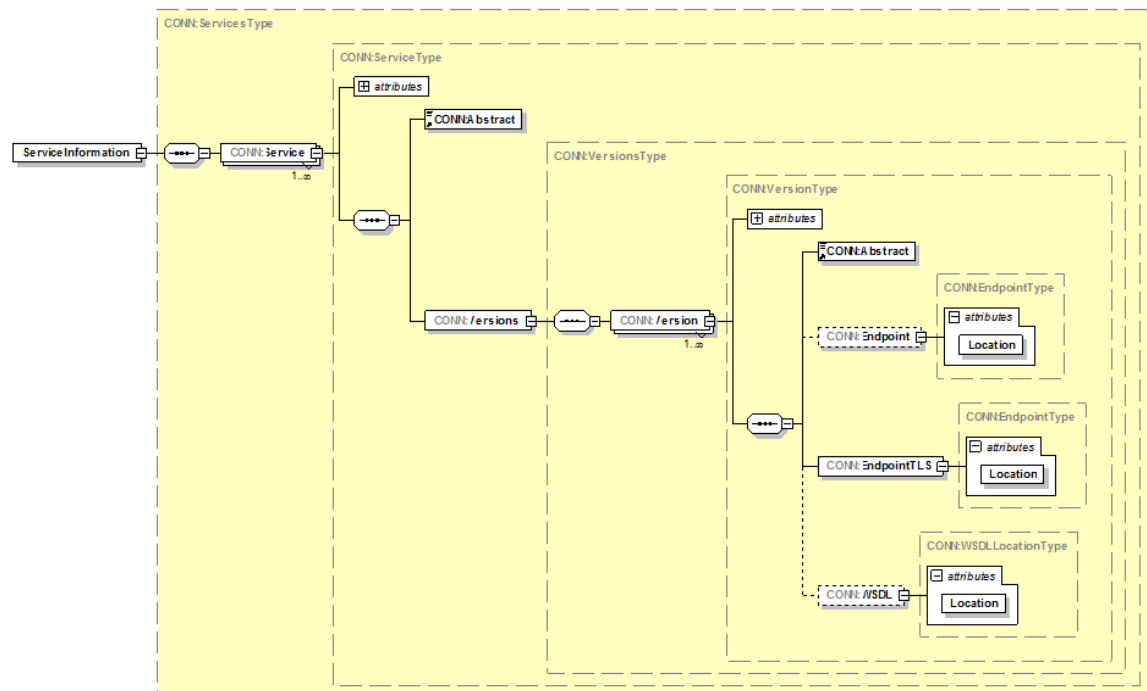 CONN:ServicesType
CONN:ServiceType
attributes
CONN:Abstract
ServiceInformation
CONN:Service
1..∞
CONN:VersionsType
CONN:VersionType
attributes
CONN:Abstract
CONN:EndpointType
attributes
CONN:Endpoint
Location
CONN:Versions
CONN:Version
1..∞
CONN:EndpointType
attributes
CONN:EndpointTLS
Location
CONN:WSDLLocationType
attributes
CONN:WSDL
Location